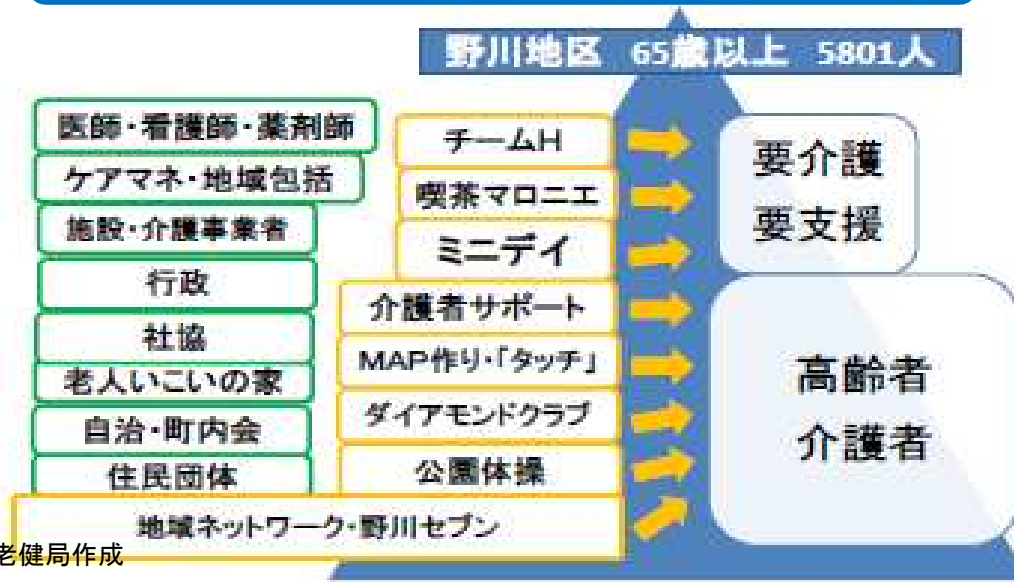 野川地区 65歳以上 5801人
医師・看護師・薬剤師
ケアマネ・地域包括
施設・介護事業者
行政
社協
老人いこいの家
自治・町内会
住民団体
チームH
喫茶マロニエ
ミニデイ
介護者サポート
MAP作り・「タッチ」
ダイアモンドクラブ
公園体操
地域ネットワーク・野川セブン
要介護
要支援
高齢者
介護者
老健局作成